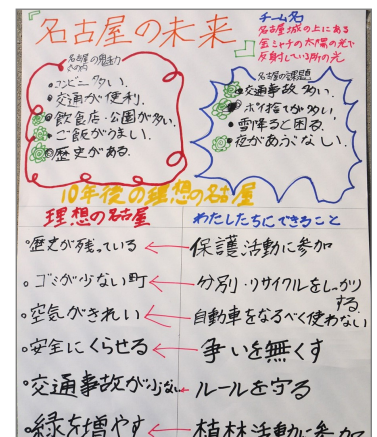 『名古屋の未来』
チーム名
名古屋城の上にある
金シャチの太陽の光で
反射している所の光
名古屋の魅力
・コンビニ多い.
・交通が便利.
・飲食店・公園が多い.
・ご飯がうまい.
・歴史がある.
名古屋の課題
・交通事故多い.
・ポイ捨てが多い.
・雪降ると困る.
・夜があぶなしい.
10年後の理想の名古屋
理想の名古屋
わたしたちにできること
・歴史が残っている ← 保護活動に参加
・ゴミが少ない町 ← 分別・リサイクルをしっかり
する.
・空気がきれい ← 自動車をなるべく使わない
・安全にくらせる ← 争いを無くす
・交通事故が少ない ← ルールを守る
・緑を増やす ← 植林活動に参加